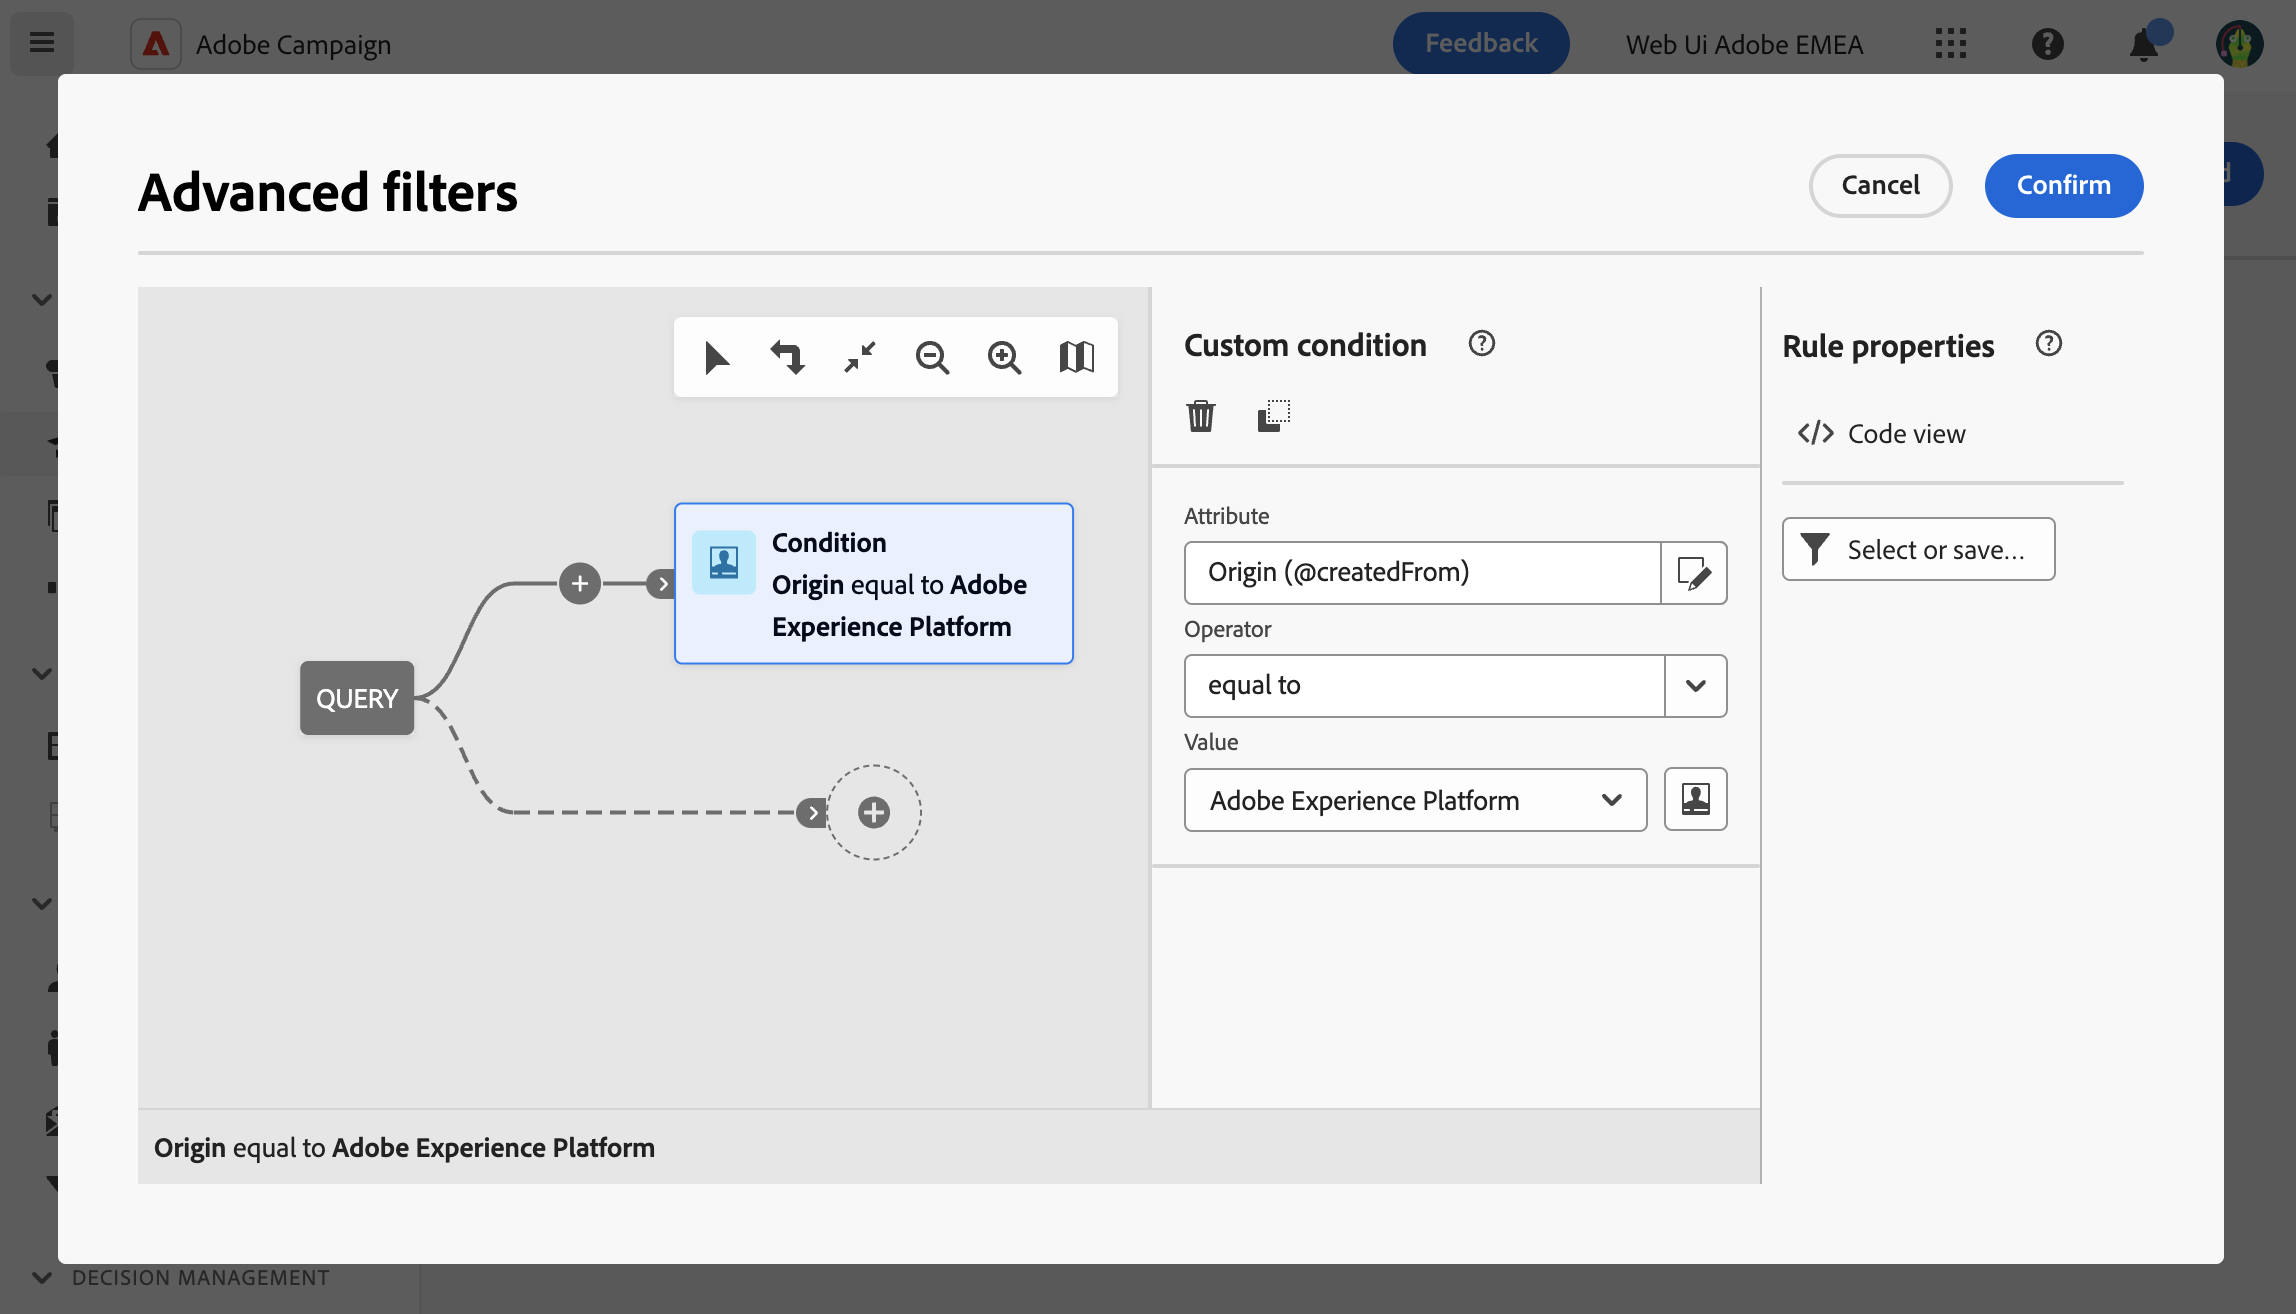 Adobe Campaign
Feedback
Web Ui Adobe EMEA
Advanced filters
Cancel
Confirm
QUERY
Condition
Origin equal to Adobe
Experience Platform
Origin equal to Adobe Experience Platform
Custom condition
Attribute
Origin (@createdFrom)
Operator
equal to
Value
Adobe Experience Platform
Rule properties
Code view
Select or save...
DECISION MANAGEMENT